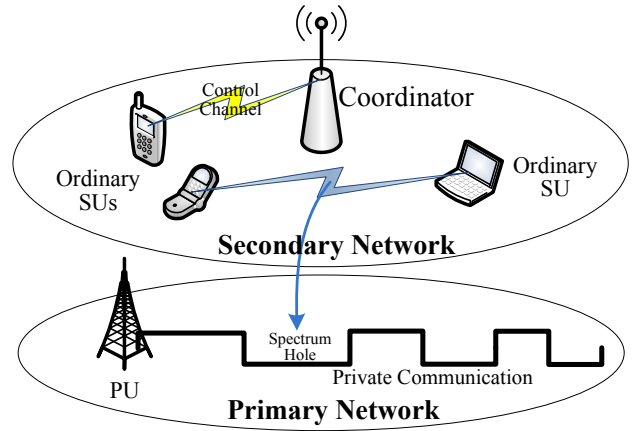 Control
Channel
Coordinator
Ordinary
SUs
Ordinary
SU
Secondary Network
Spectrum
Hole
PU
Private Communication
Primary Network